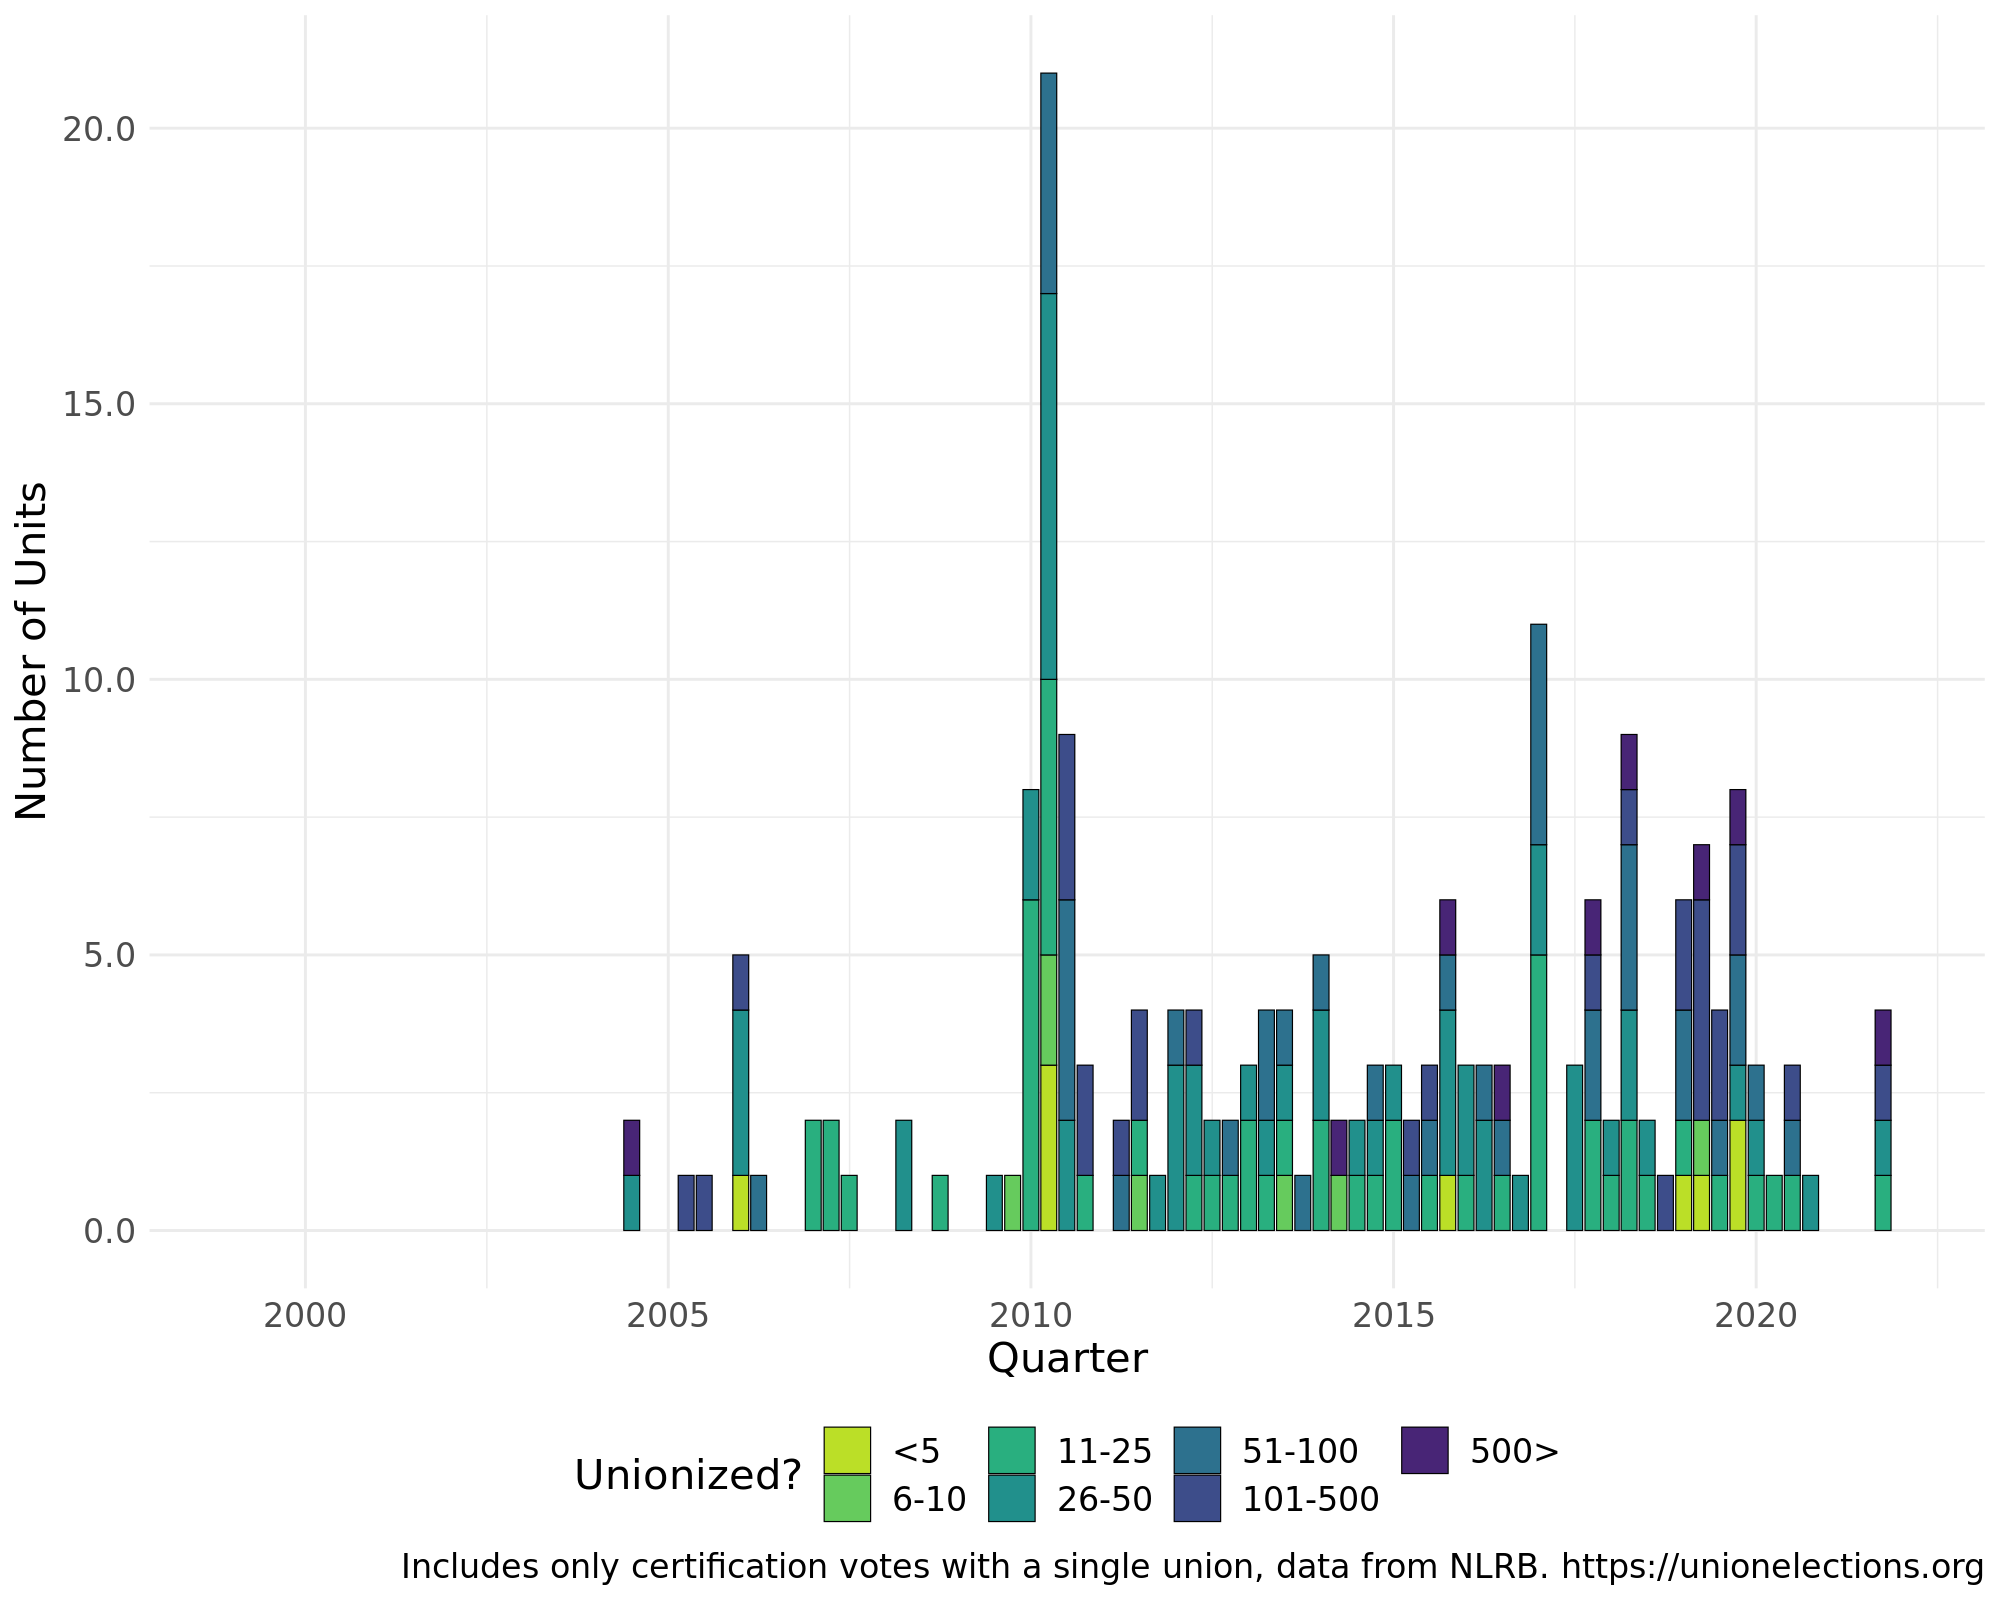 20.0
15.0
10.0
5.0
0.0
Number of Units
2000 2005 2010 2015 2020
Quarter
Unionized?
<5 11-25 51-100 500>
6-10 26-50 101-500
Includes only certification votes with a single union, data from NLRB. https://unionelections.org